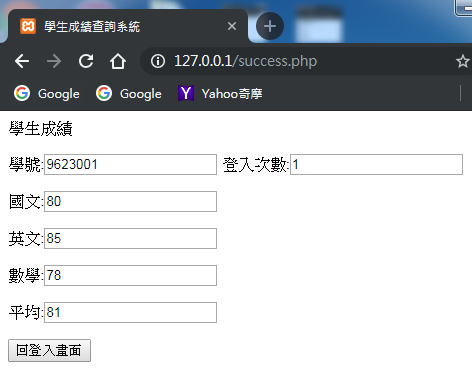 學生成績查詢系統
127.0.0.1/success.php
Google Google Yahoo奇摩
學生成績
學號:9623001 登入次數:1
國文:80
英文:85
數學:78
平均:81
回登入畫面